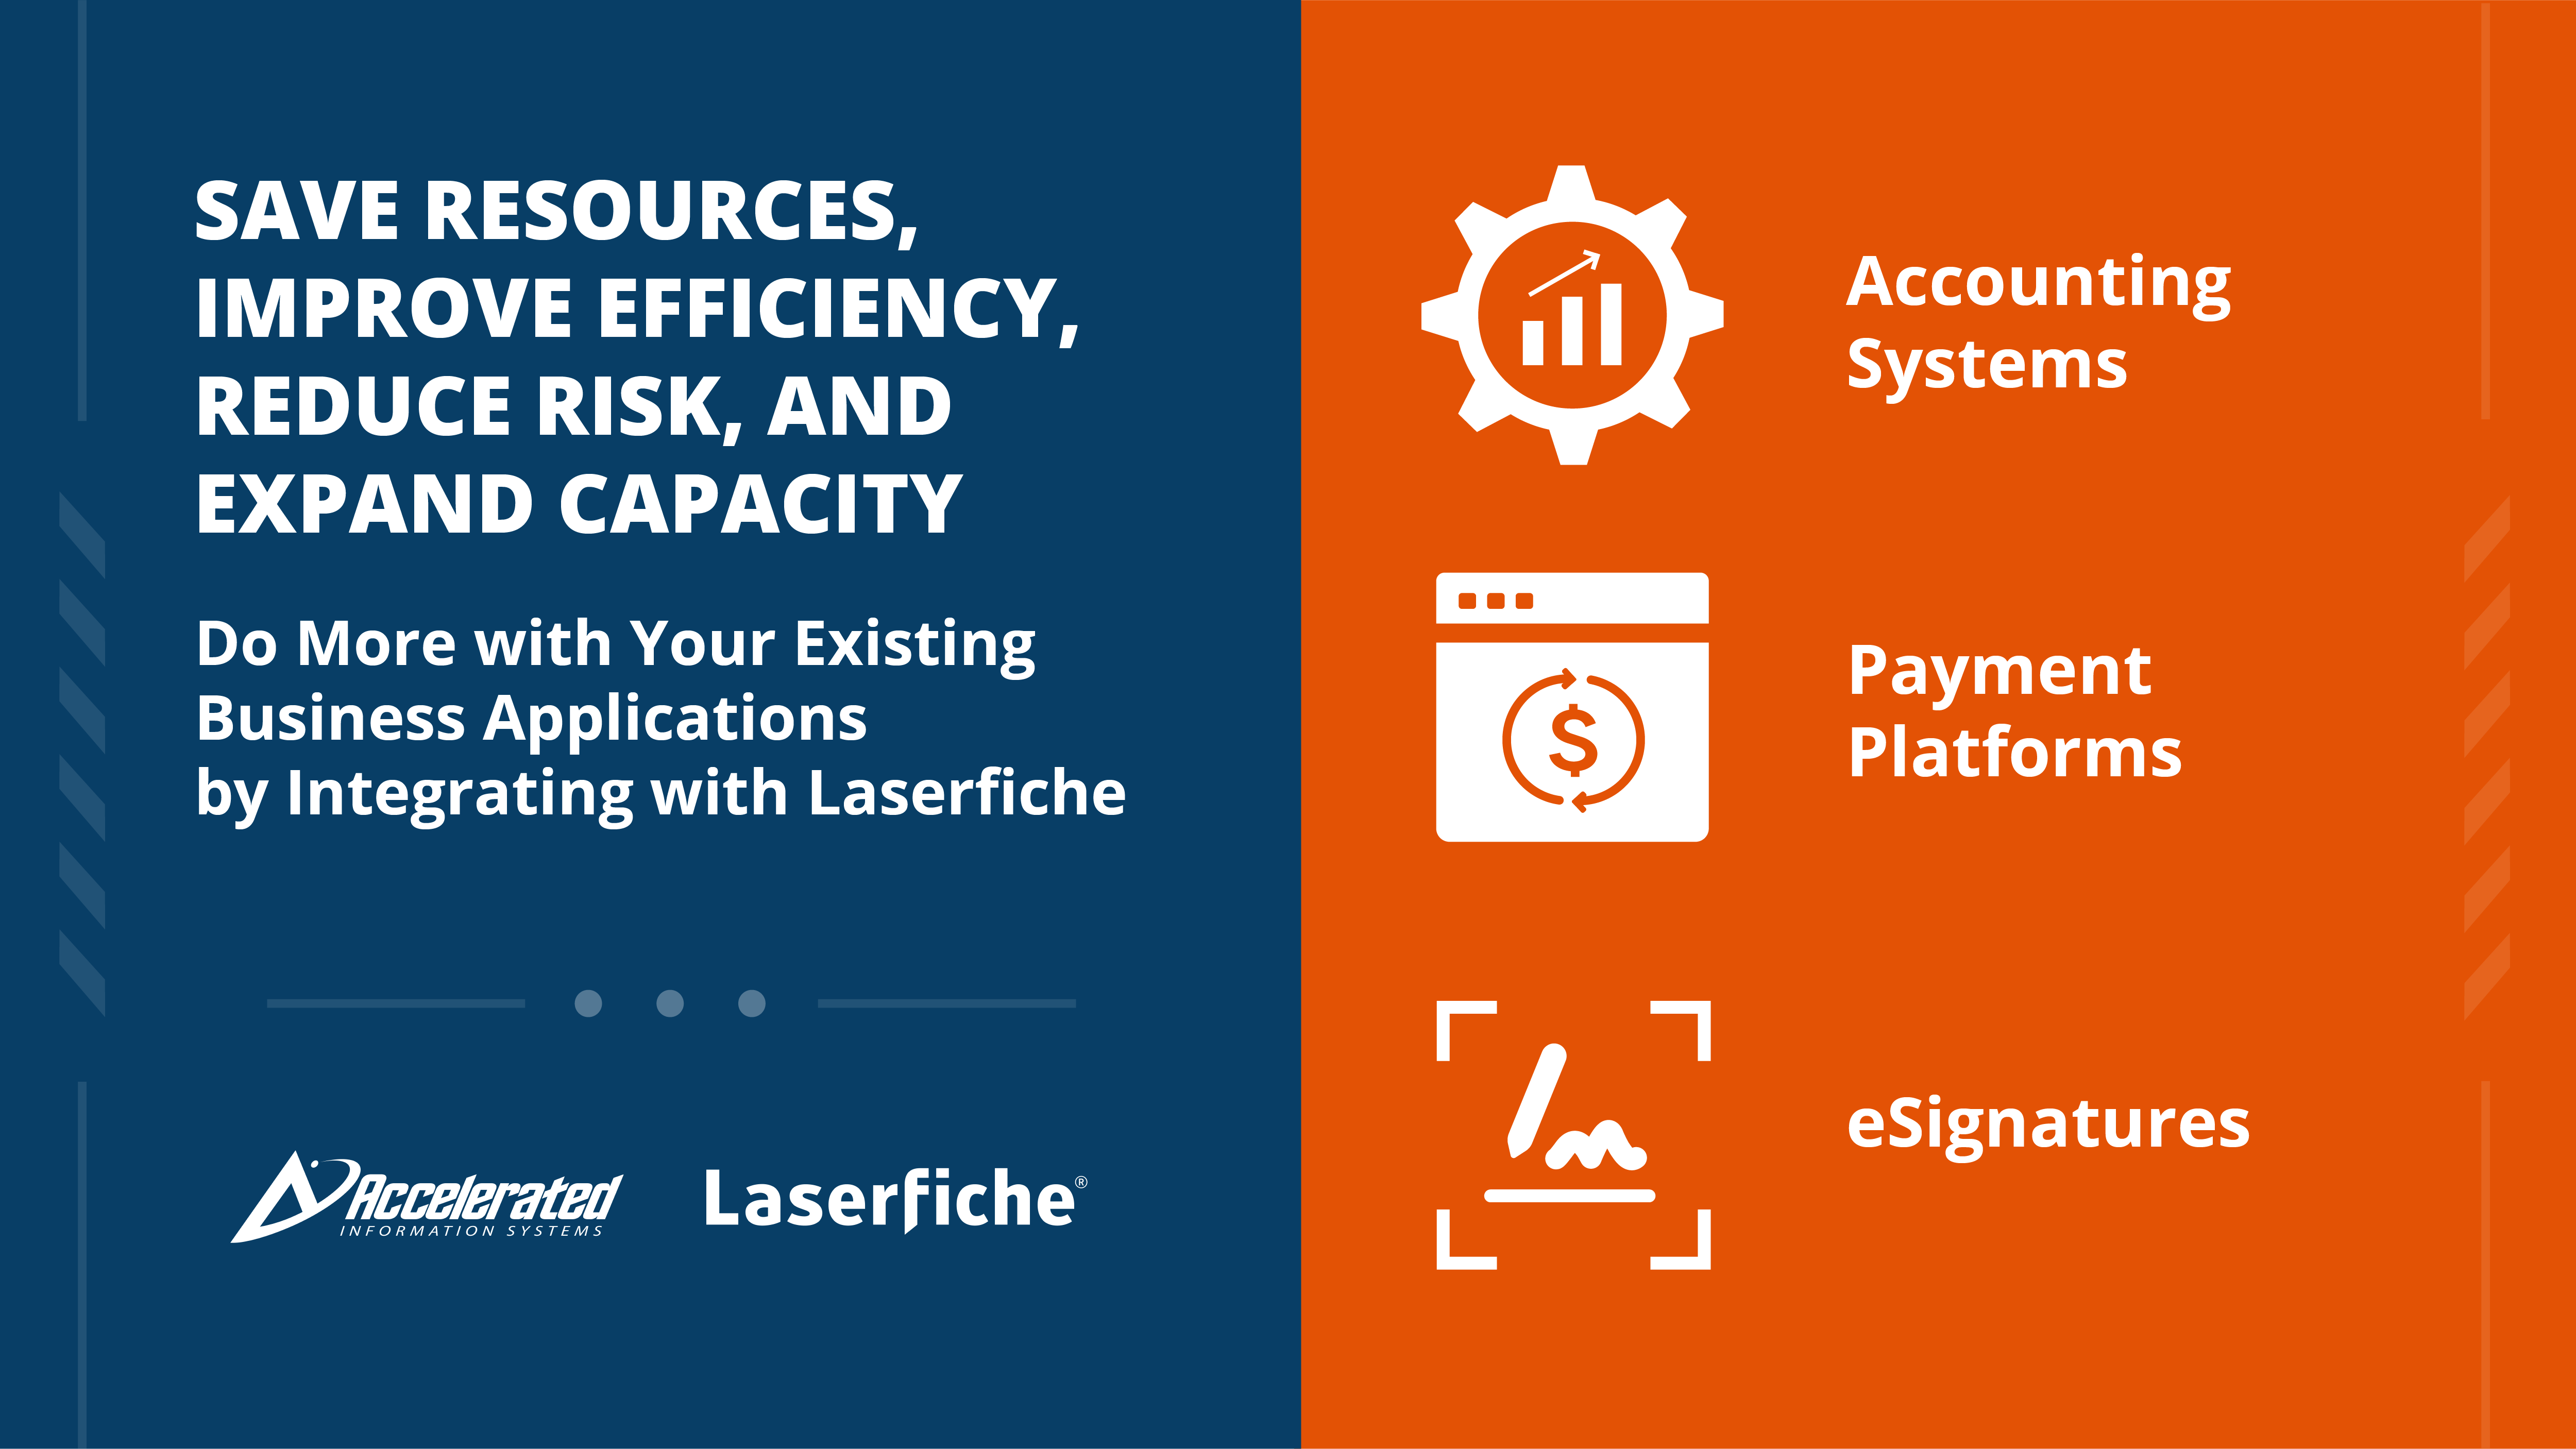 SAVE RESOURCES,
IMPROVE EFFICIENCY,
REDUCE RISK, AND
EXPAND CAPACITY
Do More with Your Existing
Business Applications
by Integrating with Laserfiche
Accelerated
INFORMATION SYSTEMS
Laserfiche®
Accounting
Systems
$
Payment
Platforms
eSignatures